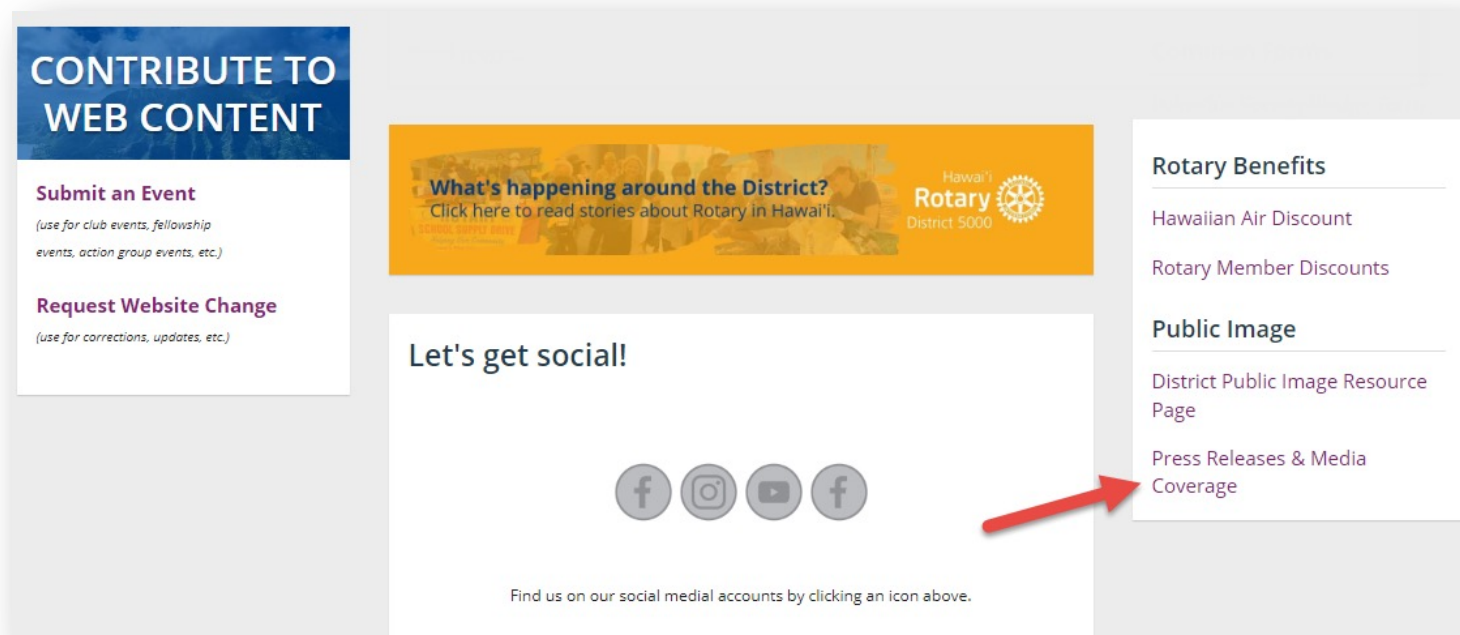 CONTRIBUTE TO
WEB CONTENT
Submit an Event
(use for club events, fellowship
events, action group events, etc.)
Request Website Change
(use for corrections, updates, etc.)
What's happening around the District?
Click here to read stories about Rotary in Hawai'i.
SCHOOL SUPPLY DRIVE
Hawai'i
Rotary
District 5000
Let's get social!
Find us on our social medial accounts by clicking an icon above.
Rotary Benefits
Hawaiian Air Discount
Rotary Member Discounts
Public Image
District Public Image Resource
Page
Press Releases & Media
Coverage